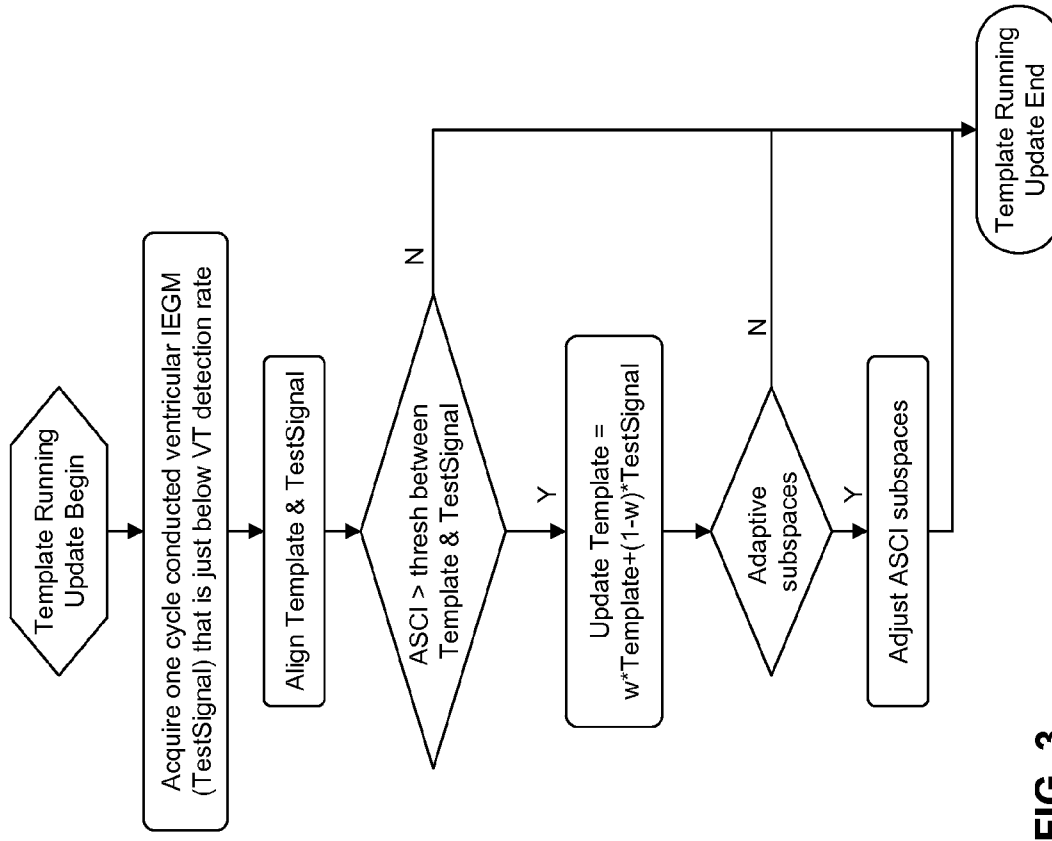 Template Running
Update Begin
Acquire one cycle conducted ventricular IEGM
(TestSignal) that is just below VT detection rate
Align Template & TestSignal
ASCI > thresh between
Template & TestSignal
N
Y
Update Template =
w*Template+(1-w)*TestSignal
Adaptive
subspaces
N
Y
Adjust ASCI subspaces
Template Running
Update End
FIG. 3